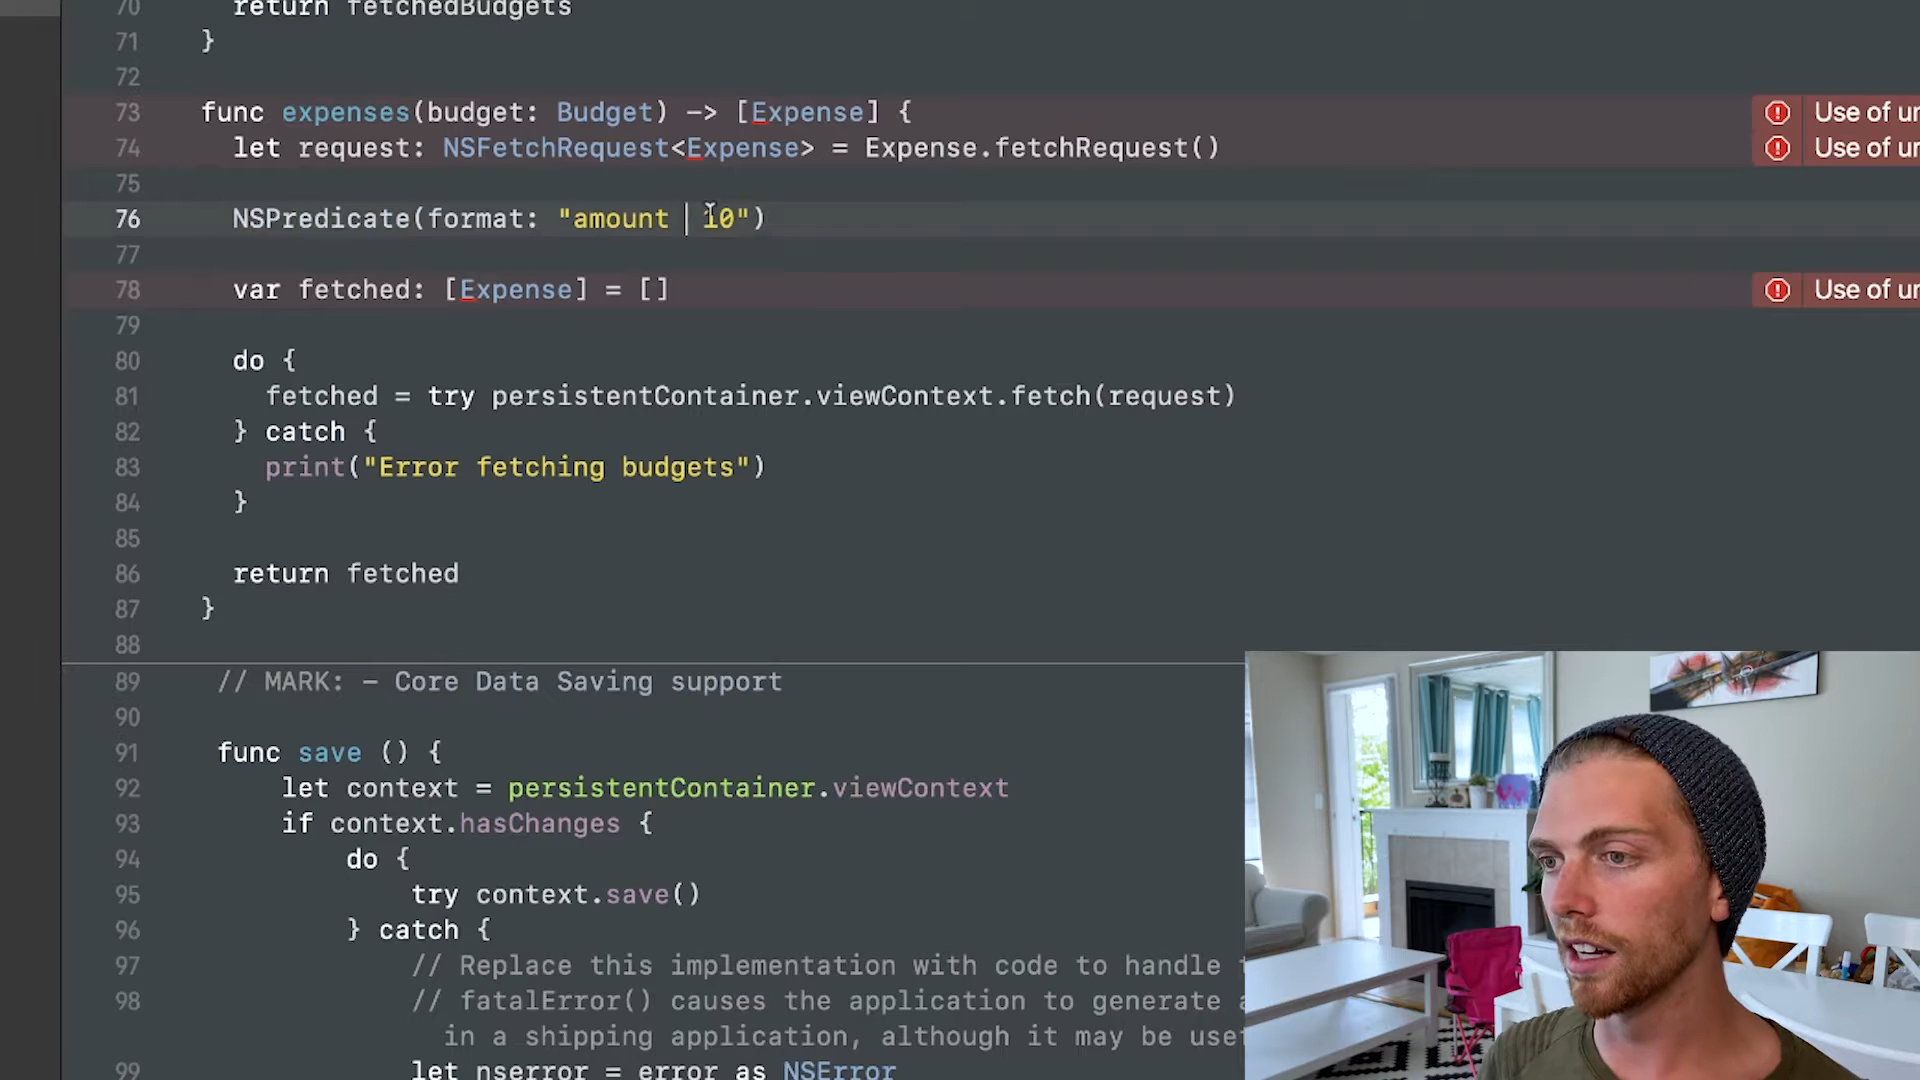 70 return fetchedBudgets
71 }
72
73 func expenses(budget: Budget) -> [Expense] { Use of ur
74 let request: NSFetchRequest<Expense> = Expense.fetchRequest() Use of ur
75
76 NSPredicate(format: "amount 10")
77
78 var fetched: [Expense] = [] Use of ur
79
80 do {
81 fetched = try persistentContainer.viewContext.fetch(request)
82 } catch {
83 print("Error fetching budgets")
84 }
85
86 return fetched
87 }
88
89 // MARK: - Core Data Saving support
90
91 func save () {
92 let context = persistentContainer.viewContext
93 if context.hasChanges {
94 do {
95 try context.save()
96 } catch {
97 // Replace this implementation with code to handle
98 // fatalError() causes the application to generate
in a shipping application, although it may be use
99 let nserror = error as NSError